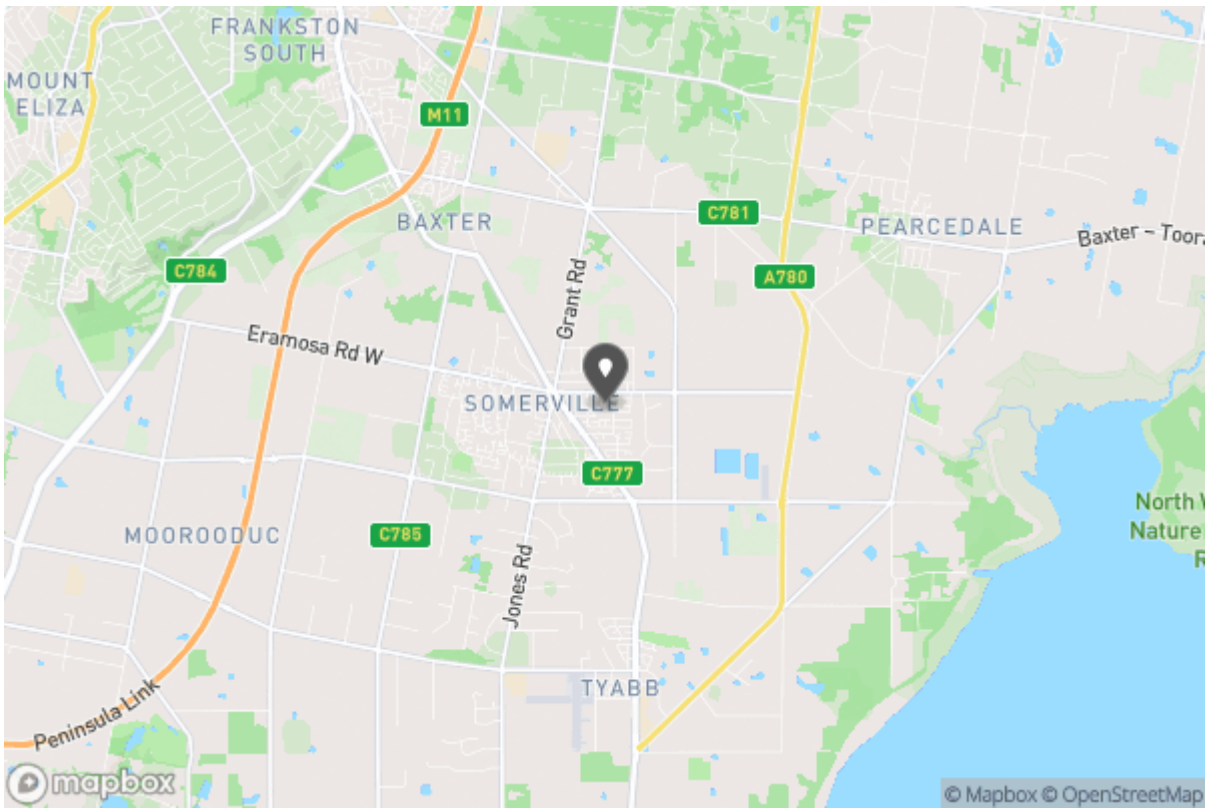 FRANKSTON
SOUTH
MOUNT
ELIZA
M11
BAXTER
C781
PEARCEDALE
Baxter – Toora
C784
A780
Grant Rd
Eramosa Rd W
SOMERVILLE
C777
North W
Nature
R
MOOROODUC
C785
Jones Rd
TYABB
Peninsula Link
mapbox
© Mapbox © OpenStreetMap